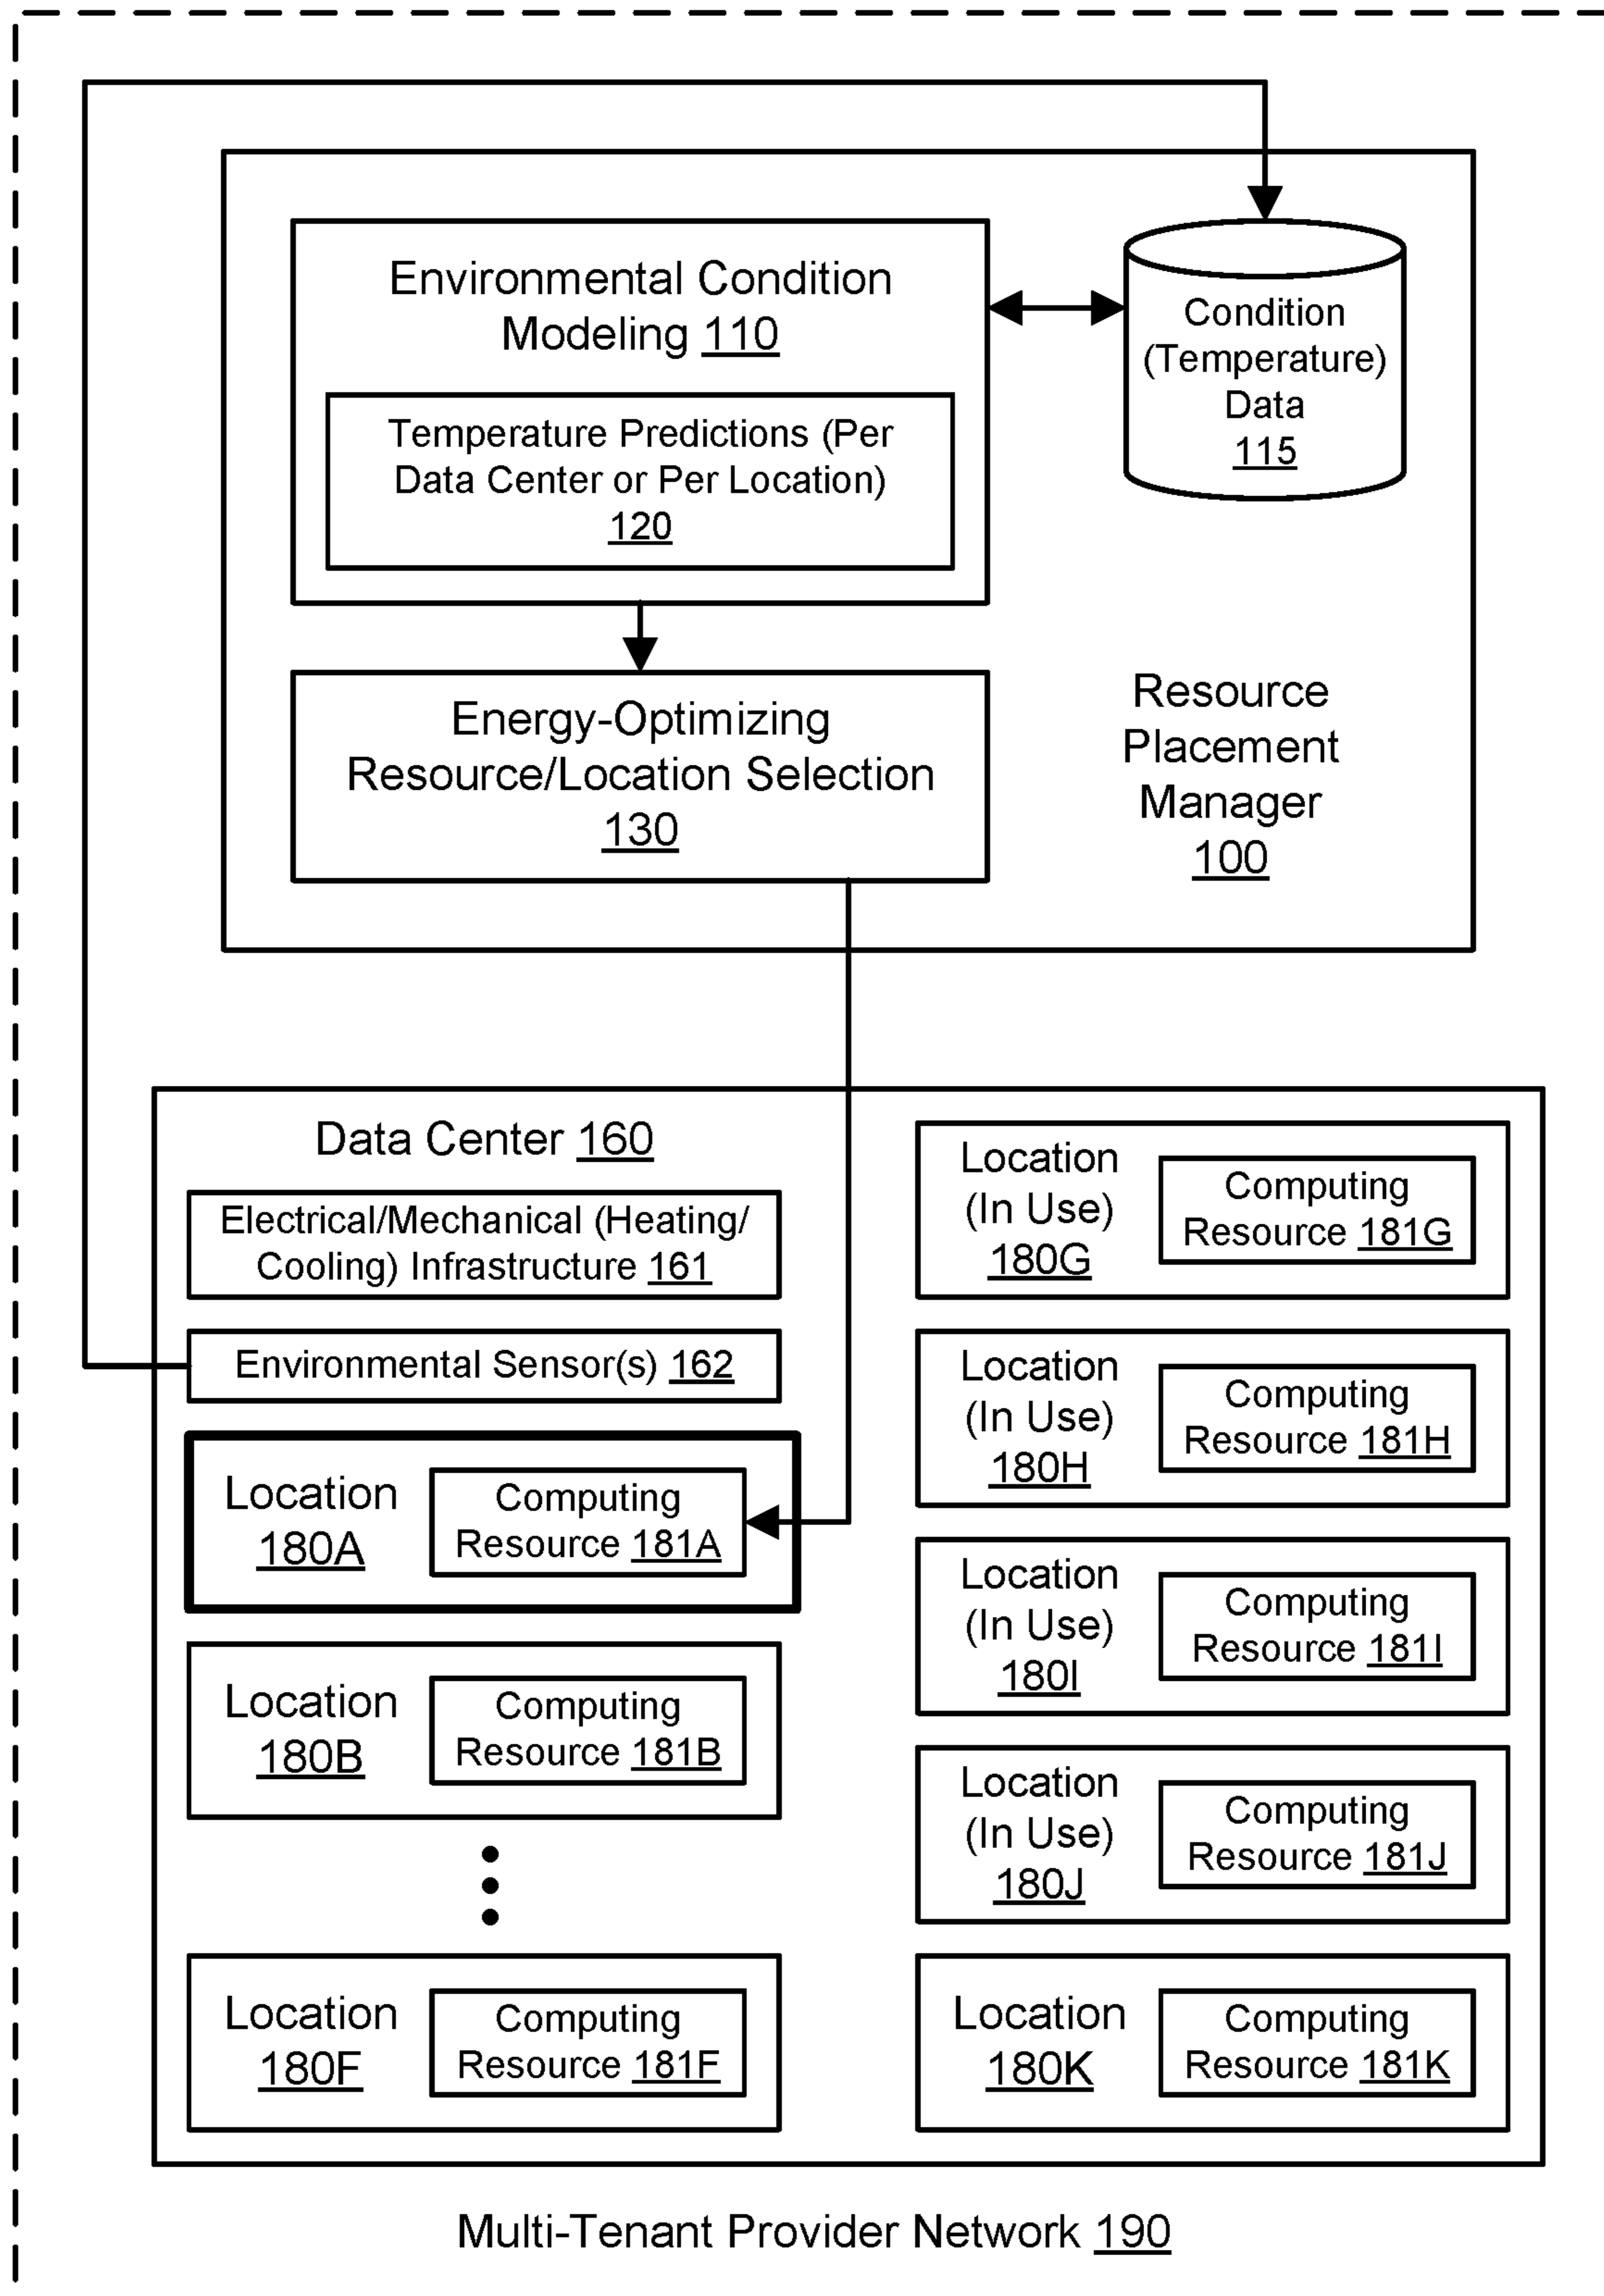 Environmental Condition
Modeling 110
Temperature Predictions (Per
Data Center or Per Location)
120
Condition
(Temperature)
Data
115
Energy-Optimizing
Resource/Location Selection
130
Resource
Placement
Manager
100
Data Center 160
Electrical/Mechanical (Heating/
Cooling) Infrastructure 161
Environmental Sensor(s) 162
Location
180A
Computing
Resource 181A
Location
180B
Computing
Resource 181B
Location
180F
Computing
Resource 181F
Location
(In Use)
180G
Computing
Resource 181G
Location
(In Use)
180H
Computing
Resource 181H
Location
(In Use)
180I
Computing
Resource 181I
Location
(In Use)
180J
Computing
Resource 181J
Location
180K
Computing
Resource 181K
Multi-Tenant Provider Network 190